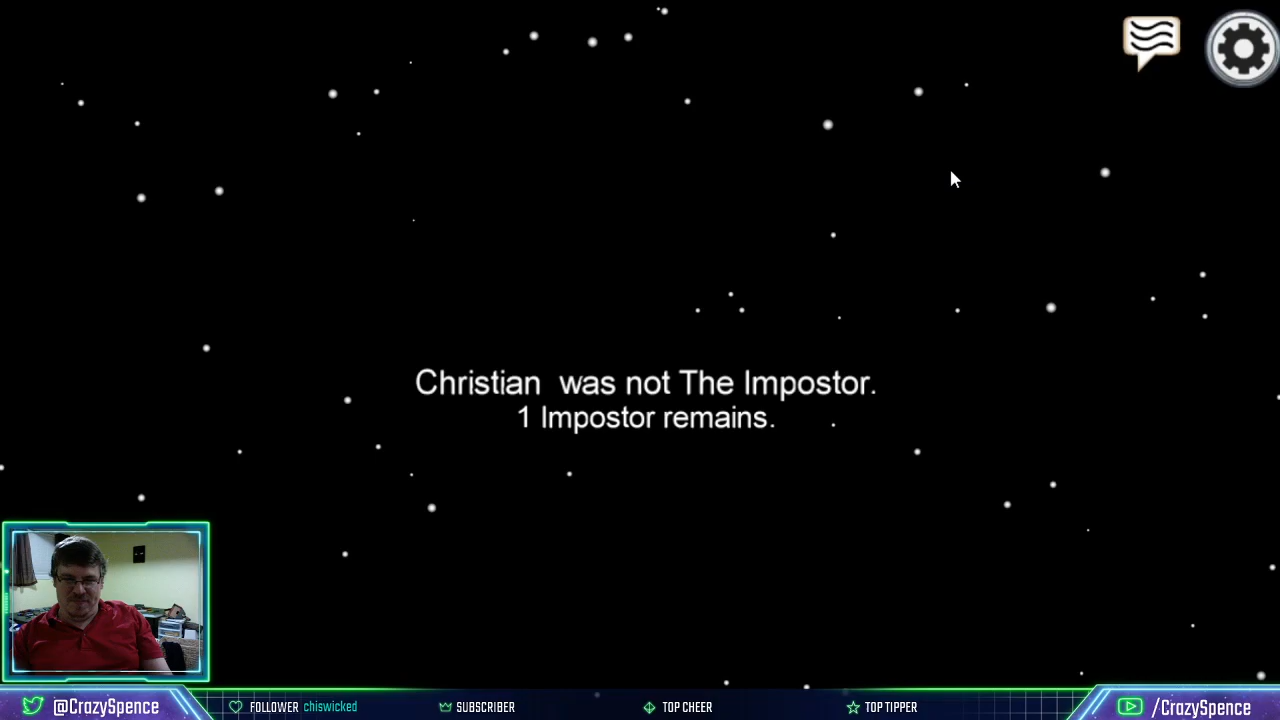 Christian  was not The Impostor.
1 Impostor remains.
@CrazySpence
FOLLOWER chiswicked
SUBSCRIBER
TOP CHEER
TOP TIPPER
/CrazySpence